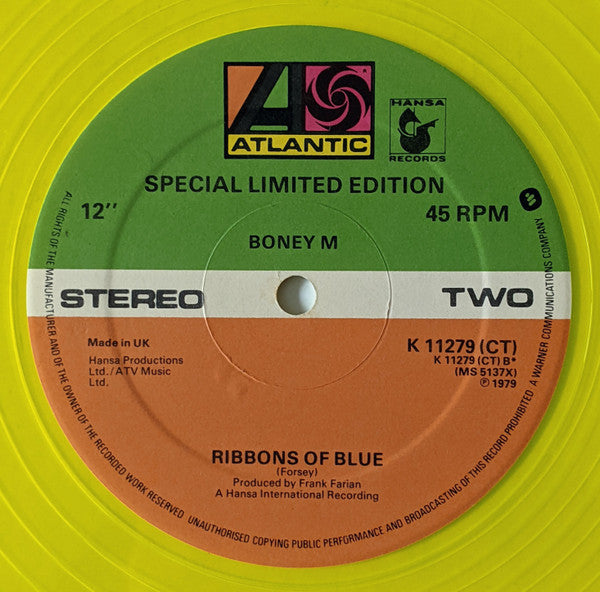 ATLANTIC
HANSA
RECORDS
SPECIAL LIMITED EDITION
12″
45 RPM
BONEY M
STEREO
TWO
Made in UK
Hansa Productions
Ltd./ATV Music
Ltd.
K 11279 (CT)
K 11279 (CT) B*
(MS 5137X)
℗ 1979
RIBBONS OF BLUE
(Forsey)
Produced by Frank Farian
A Hansa International Recording
ALL RIGHTS OF THE MANUFACTURER AND OF THE OWNER OF THE RECORDED WORK RESERVED UNAUTHORISED COPYING PUBLIC PERFORMANCE AND BROADCASTING OF THIS RECORD PROHIBITED A WARNER COMMUNICATIONS COMPANY